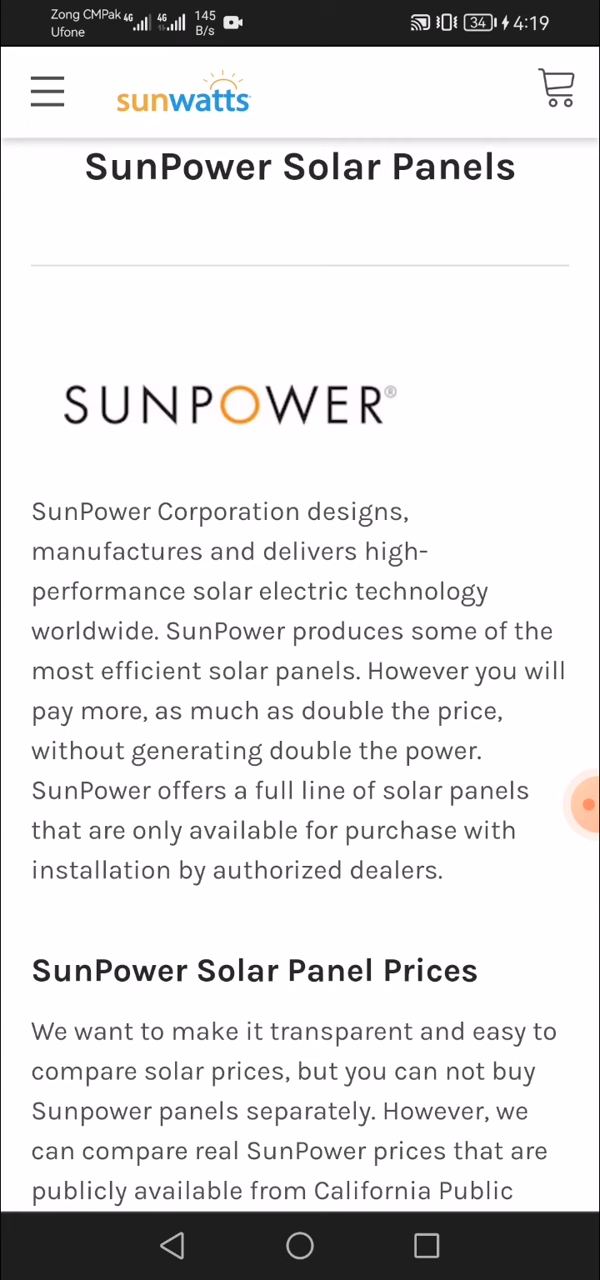 Zong CMPak 4G 4G 145 34 4:19
Ufone B/s
sunwatts
SunPower Solar Panels
SUNPOWER®
SunPower Corporation designs,
manufactures and delivers high-
performance solar electric technology
worldwide. SunPower produces some of the
most efficient solar panels. However you will
pay more, as much as double the price,
without generating double the power.
SunPower offers a full line of solar panels
that are only available for purchase with
installation by authorized dealers.
SunPower Solar Panel Prices
We want to make it transparent and easy to
compare solar prices, but you can not buy
Sunpower panels separately. However, we
can compare real SunPower prices that are
publicly available from California Public